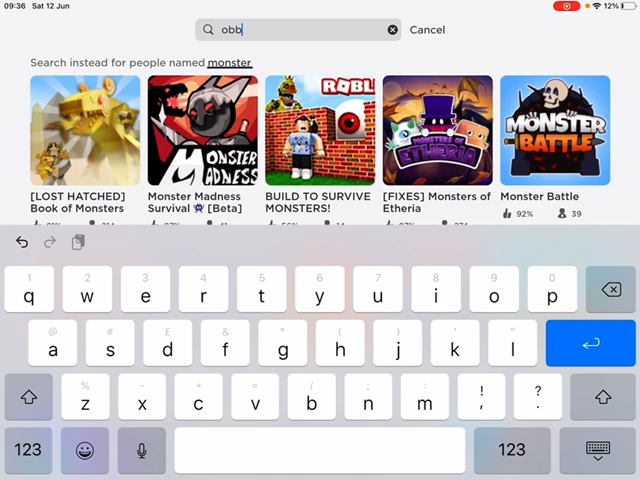 09:36 Sat 12 Jun 12%
obb Cancel
Search instead for people named monster
MONSTER MADNESS
ROBL
MONSTERS OF ETHERIA
MONSTER BATTLE
[LOST HATCHED] Monster Madness BUILD TO SURVIVE [FIXES] Monsters of Monster Battle
Book of Monsters Survival 👾 [Beta] MONSTERS! Etheria
92% 39
1 2 3 4 5 6 7 8 9 0
q w e r t y u i o p
@ # £ & * ( ) ' "
a s d f g h j k l
% - + = / ; : ! ?
z x c v b n m , .
123 123